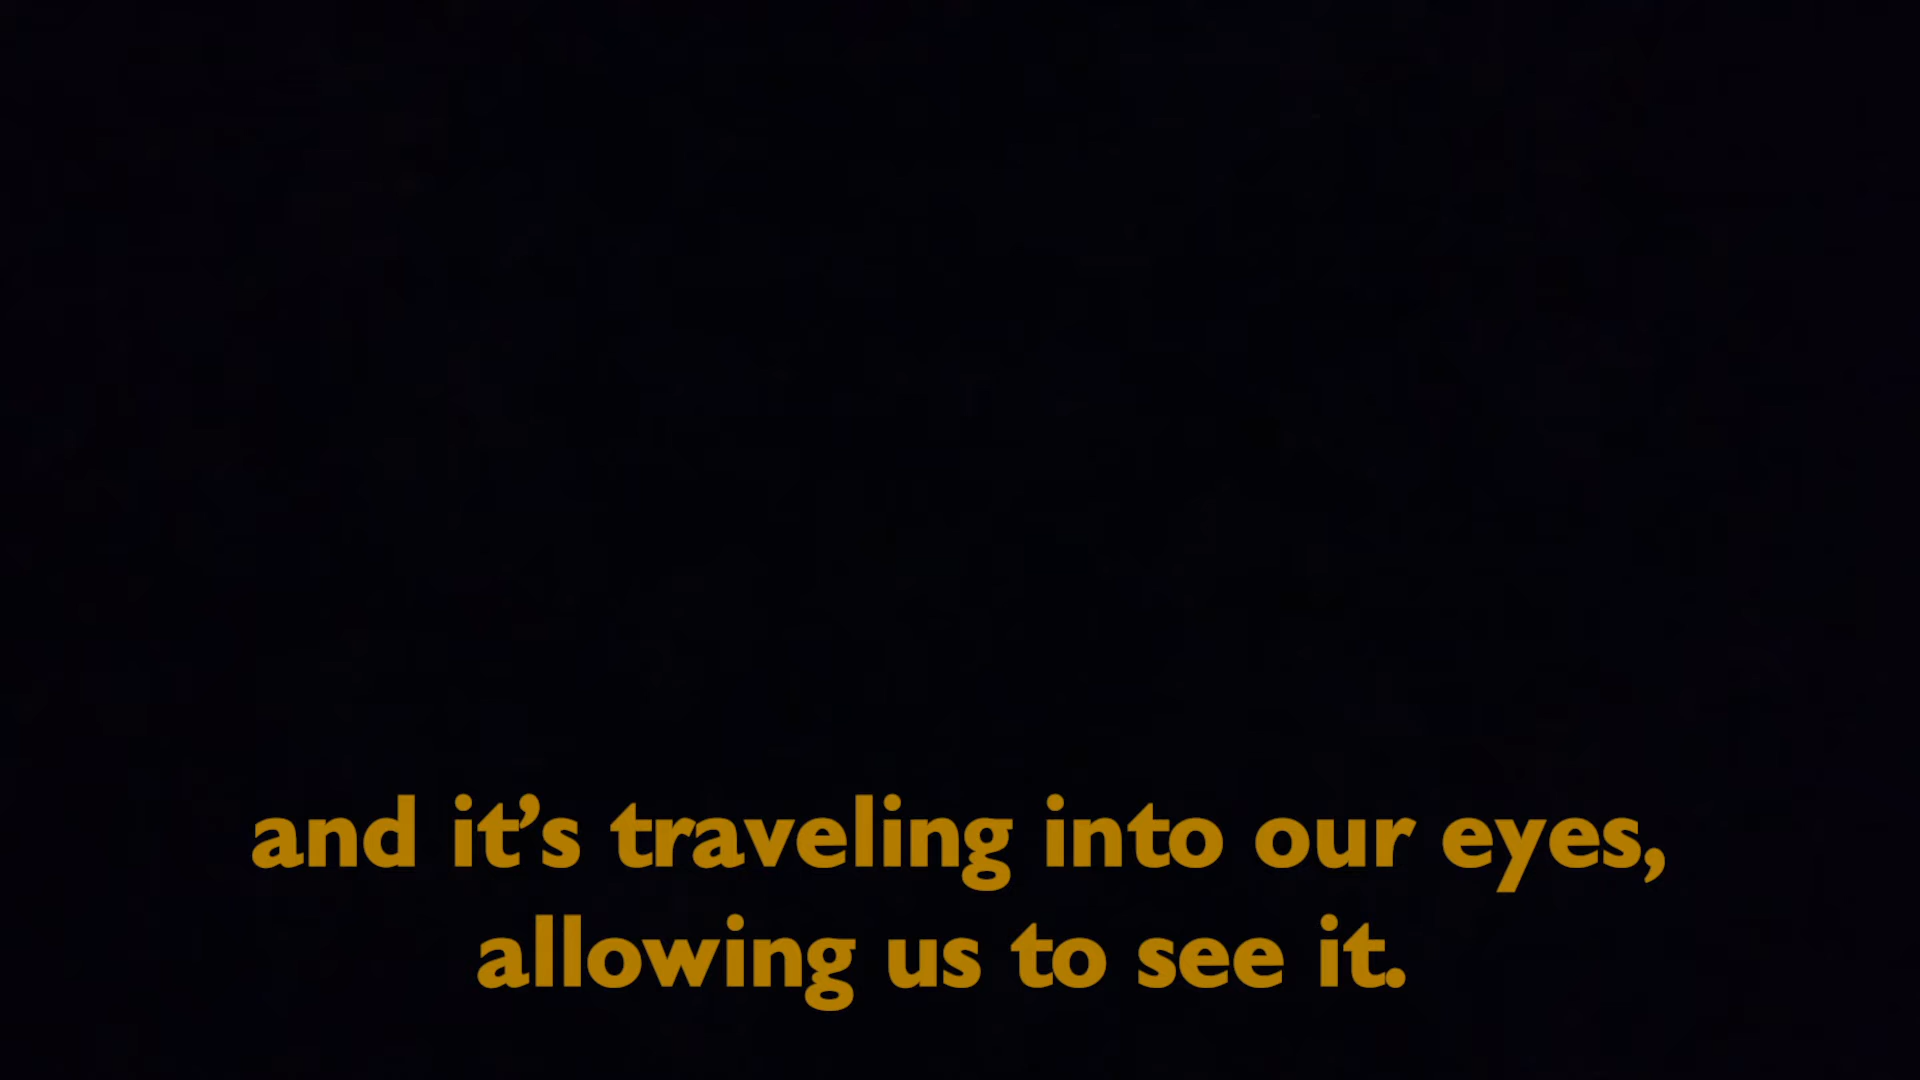 and it’s traveling into our eyes,
allowing us to see it.